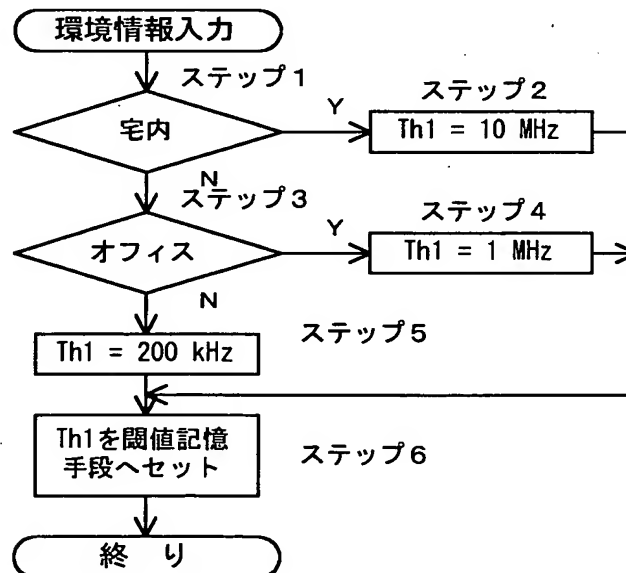 環境情報入力
ステップ1
宅内
Y
ステップ2
Th1 = 10 MHz
N
ステップ3
オフィス
Y
ステップ4
Th1 = 1 MHz
N
ステップ5
Th1 = 200 kHz
Th1を閾値記憶
手段へセット
ステップ6
終 り